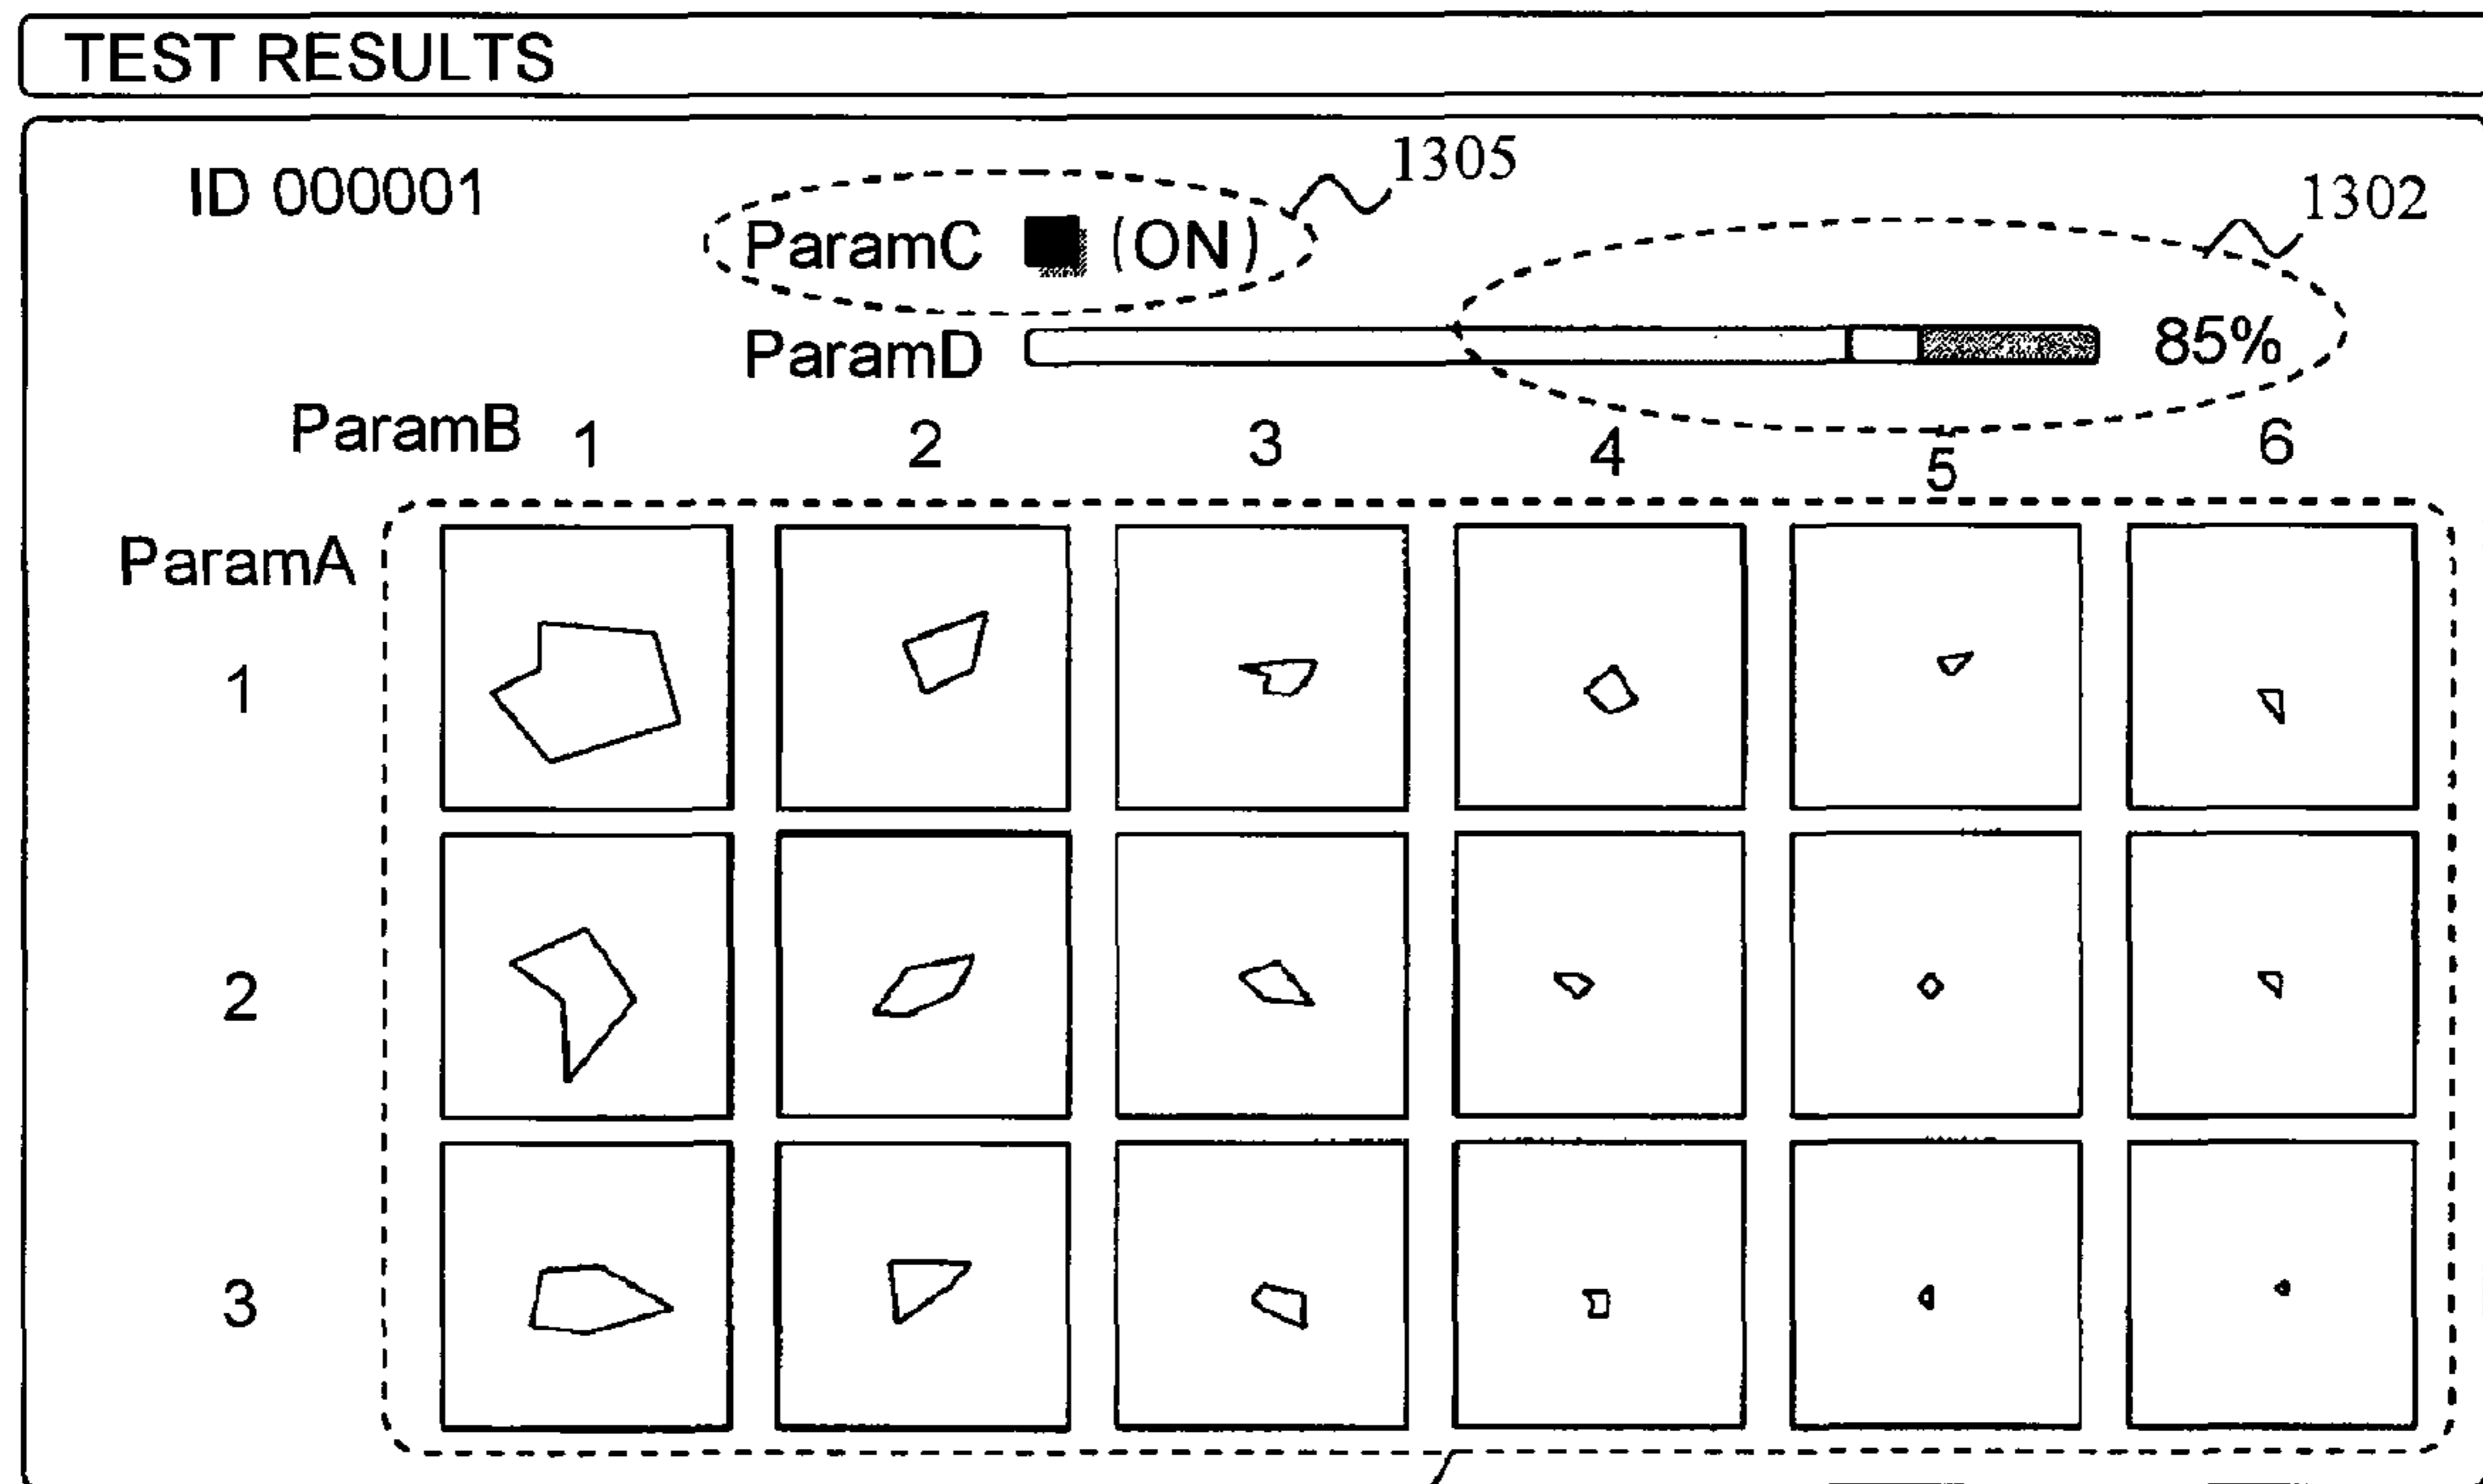 TEST RESULTS
1305
ID 000001
1302
ParamC (ON)
ParamD 85%
ParamB 1 2 3 4 5 6
ParamA
1
2
3